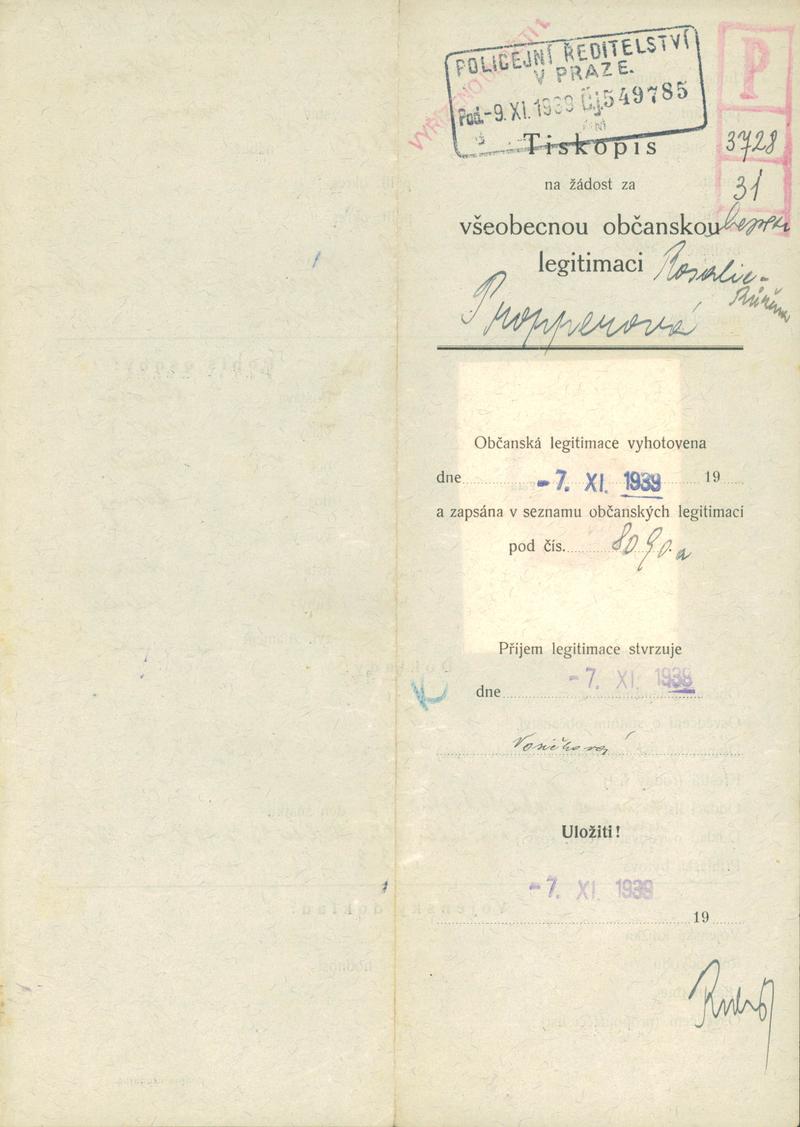 POLICEJNÍ ŘEDITELSTVÍ
V PRAZE.
Pod.-9. XI. 1939 Čj. 549785
P
3728
31
Tiskopis
na žádost za
všeobecnou občanskou
legitimaci Rosalie-
Růžena
Propperová
Občanská legitimace vyhotovena
dne -7. XI. 1939 19
a zapsána v seznamu občanských legitimací
pod čís. 8090.a
Příjem legitimace stvrzuje
dne -7. XI. 1939
Uložiti!
-7. XI. 1939
19